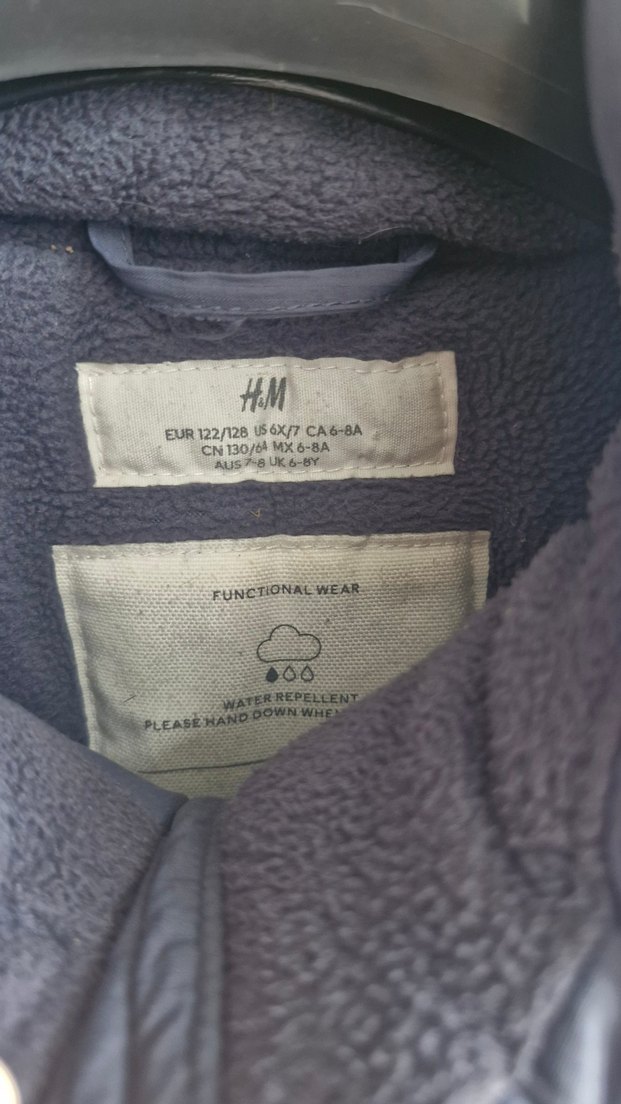 H&M
EUR 122/128 US 6X/7 CA 6-8A
CN 130/64 MX 6-8A
AUS 7-8 UK 6-8Y
FUNCTIONAL WEAR
WATER REPELLENT
PLEASE HAND DOWN